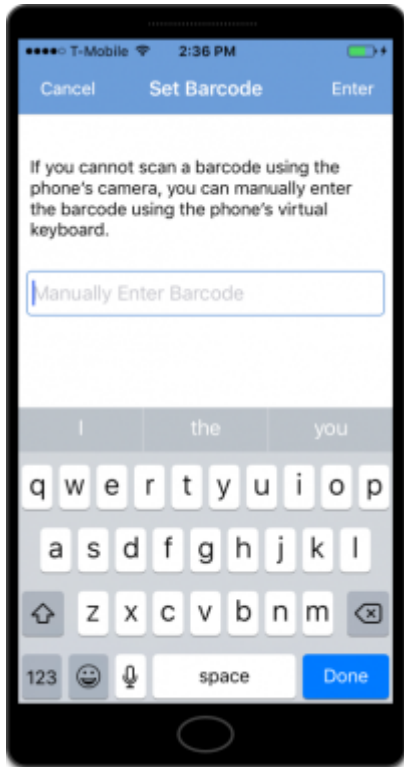 T-Mobile 2:36 PM
Cancel Set Barcode Enter
If you cannot scan a barcode using the
phone's camera, you can manually enter
the barcode using the phone's virtual
keyboard.
Manually Enter Barcode
I the you
q w e r t y u i o p
a s d f g h j k l
z x c v b n m
123 space Done